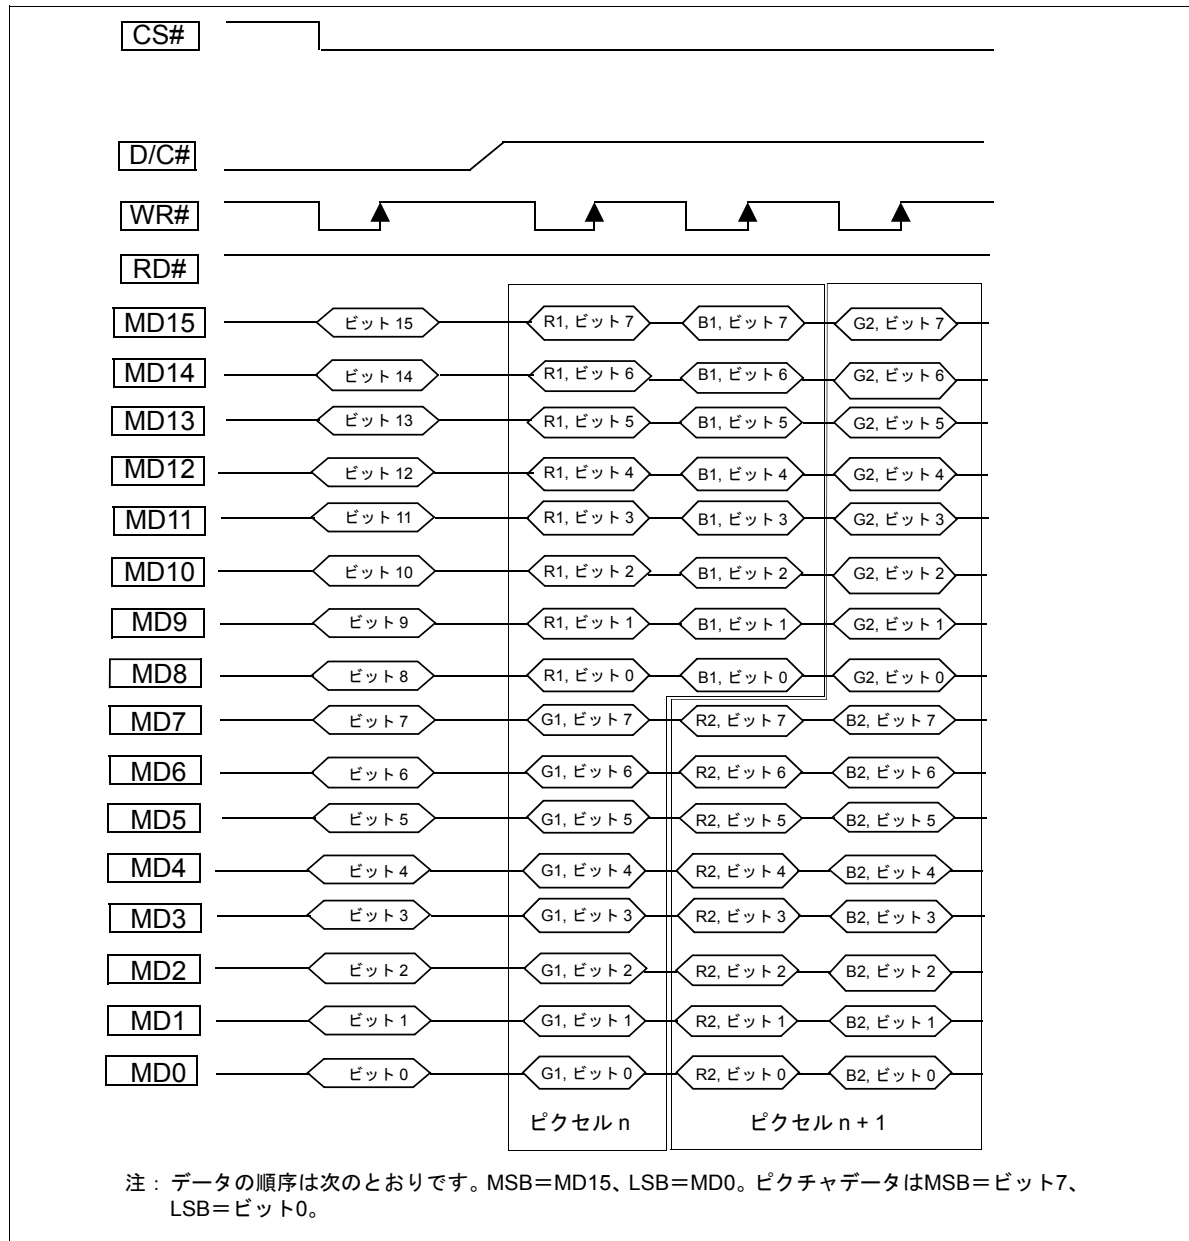 CS#
D/C#
WR#
RD#
MD15 ビット 15 R1, ビット 7 B1, ビット 7 G2, ビット 7
MD14 ビット 14 R1, ビット 6 B1, ビット 6 G2, ビット 6
MD13 ビット 13 R1, ビット 5 B1, ビット 5 G2, ビット 5
MD12 ビット 12 R1, ビット 4 B1, ビット 4 G2, ビット 4
MD11 ビット 11 R1, ビット 3 B1, ビット 3 G2, ビット 3
MD10 ビット 10 R1, ビット 2 B1, ビット 2 G2, ビット 2
MD9 ビット 9 R1, ビット 1 B1, ビット 1 G2, ビット 1
MD8 ビット 8 R1, ビット 0 B1, ビット 0 G2, ビット 0
MD7 ビット 7 G1, ビット 7 R2, ビット 7 B2, ビット 7
MD6 ビット 6 G1, ビット 6 R2, ビット 6 B2, ビット 6
MD5 ビット 5 G1, ビット 5 R2, ビット 5 B2, ビット 5
MD4 ビット 4 G1, ビット 4 R2, ビット 4 B2, ビット 4
MD3 ビット 3 G1, ビット 3 R2, ビット 3 B2, ビット 3
MD2 ビット 2 G1, ビット 2 R2, ビット 2 B2, ビット 2
MD1 ビット 1 G1, ビット 1 R2, ビット 1 B2, ビット 1
MD0 ビット 0 G1, ビット 0 R2, ビット 0 B2, ビット 0
ピクセル n ピクセル n + 1
注： データの順序は次のとおりです。MSB＝MD15、LSB＝MD0。ピクチャデータはMSB＝ビット7、
LSB＝ビット0。